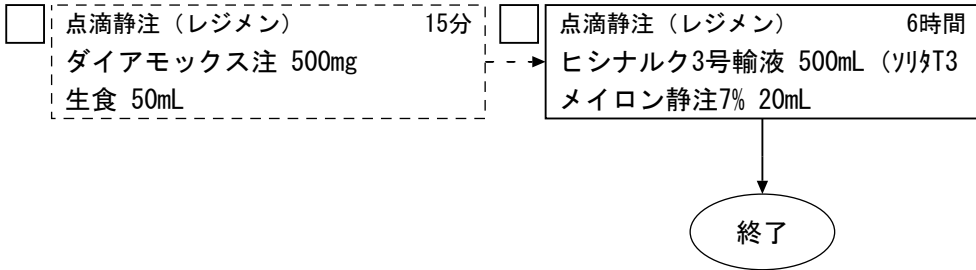 点滴静注（レジメン） 15分
ダイアモックス注 500mg
生食 50mL
点滴静注（レジメン） 6時間
ヒシナルク3号輸液 500mL (ｿﾘﾀT3
メイロン静注7% 20mL
終了